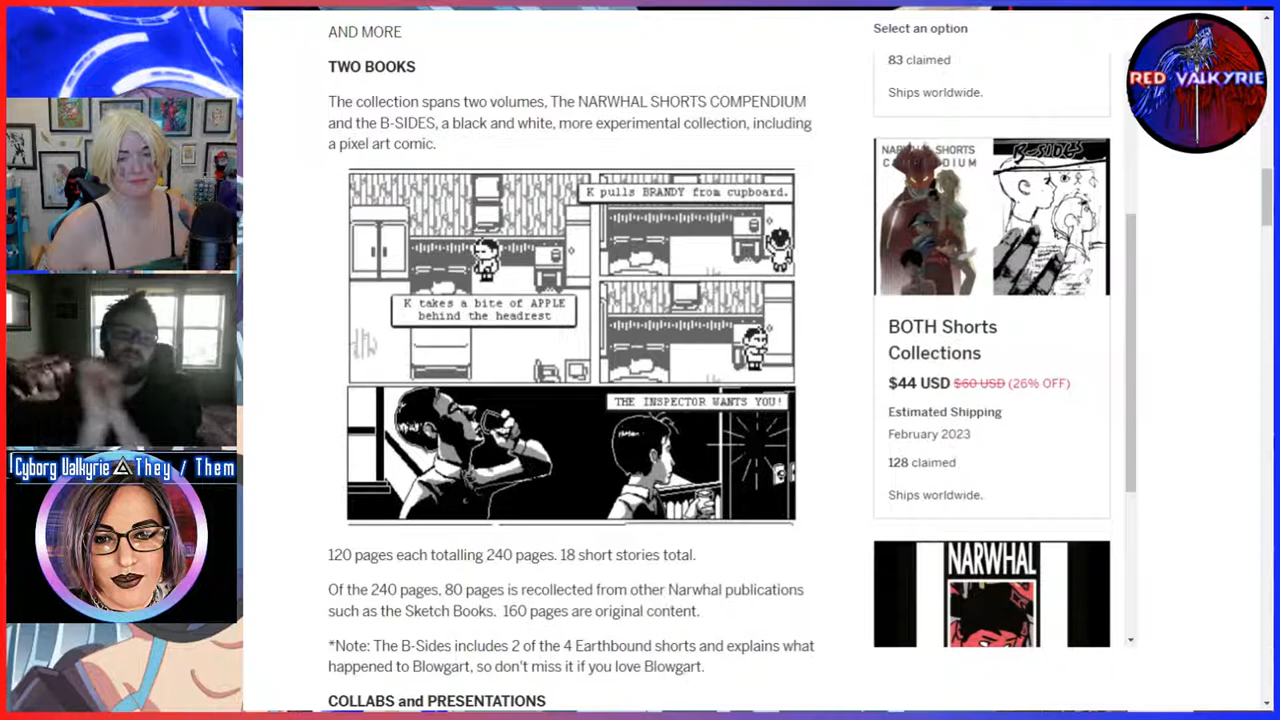 AND MORE
TWO BOOKS
The collection spans two volumes, The NARWHAL SHORTS COMPENDIUM
and the B-SIDES, a black and white, more experimental collection, including
a pixel art comic.
K pulls BRANDY from cupboard.
K takes a bite of APPLE
behind the headrest
THE INSPECTOR WANTS YOU!
120 pages each totalling 240 pages. 18 short stories total.
Of the 240 pages, 80 pages is recollected from other Narwhal publications
such as the Sketch Books. 160 pages are original content.
*Note: The B-Sides includes 2 of the 4 Earthbound shorts and explains what
happened to Blowgart, so don't miss it if you love Blowgart.
COLLABS and PRESENTATIONS
Select an option
83 claimed
Ships worldwide.
NARWHAL SHORTS
COMPENDIUM
B-SIDES
BOTH Shorts
Collections
$44 USD $60 USD (26% OFF)
Estimated Shipping
February 2023
128 claimed
Ships worldwide.
NARWHAL
RED VALKYRIE
Cyborg Valkyrie They / Them